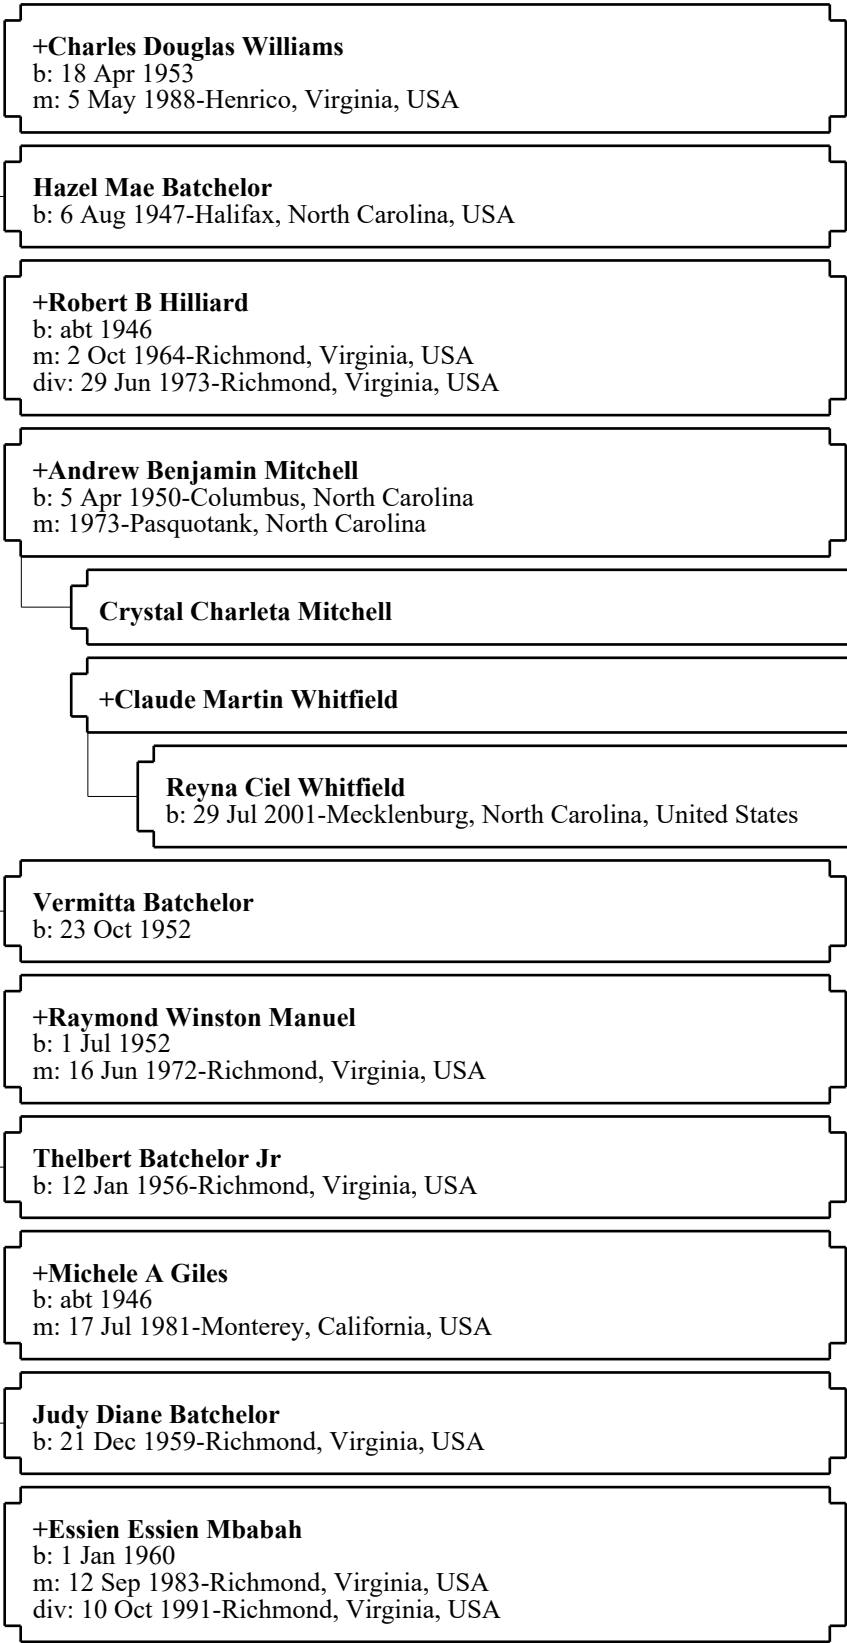 +Charles Douglas Williams
b: 18 Apr 1953
m: 5 May 1988-Henrico, Virginia, USA
Hazel Mae Batchelor
b: 6 Aug 1947-Halifax, North Carolina, USA
+Robert B Hilliard
b: abt 1946
m: 2 Oct 1964-Richmond, Virginia, USA
div: 29 Jun 1973-Richmond, Virginia, USA
+Andrew Benjamin Mitchell
b: 5 Apr 1950-Columbus, North Carolina
m: 1973-Pasquotank, North Carolina
Crystal Charleta Mitchell
+Claude Martin Whitfield
Reyna Ciel Whitfield
b: 29 Jul 2001-Mecklenburg, North Carolina, United States
Vermitta Batchelor
b: 23 Oct 1952
+Raymond Winston Manuel
b: 1 Jul 1952
m: 16 Jun 1972-Richmond, Virginia, USA
Thelbert Batchelor Jr
b: 12 Jan 1956-Richmond, Virginia, USA
+Michele A Giles
b: abt 1946
m: 17 Jul 1981-Monterey, California, USA
Judy Diane Batchelor
b: 21 Dec 1959-Richmond, Virginia, USA
+Essien Essien Mbabah
b: 1 Jan 1960
m: 12 Sep 1983-Richmond, Virginia, USA
div: 10 Oct 1991-Richmond, Virginia, USA